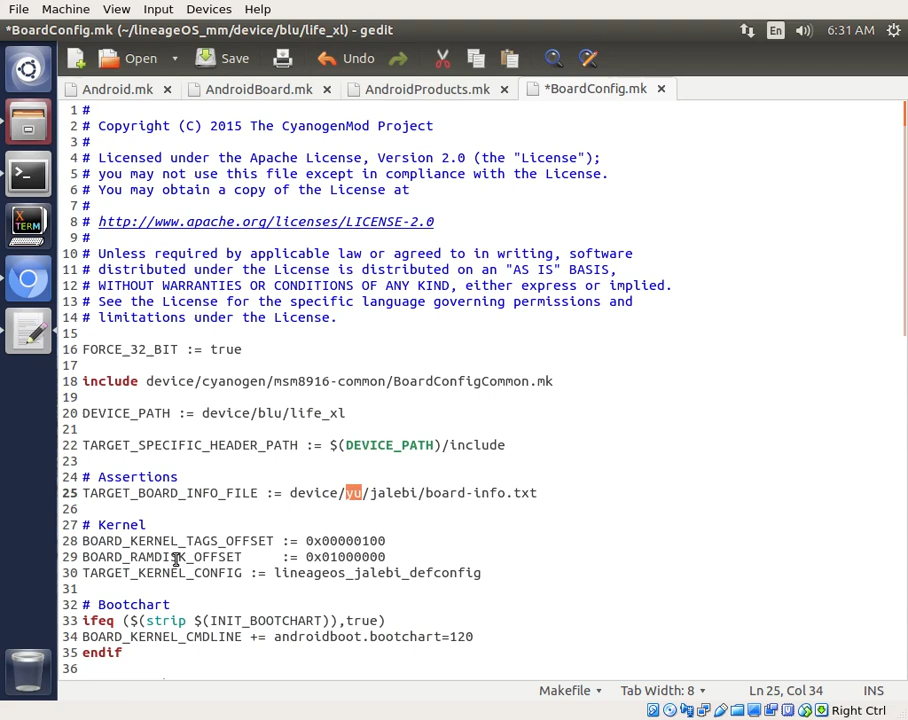 File Machine View Input Devices Help
*BoardConfig.mk (~/lineageOS_mm/device/blu/life_xl) - gedit En 6:31 AM
Open Save Undo
Android.mk AndroidBoard.mk AndroidProducts.mk *BoardConfig.mk
1 #
2 # Copyright (C) 2015 The CyanogenMod Project
3 #
4 # Licensed under the Apache License, Version 2.0 (the "License");
5 # you may not use this file except in compliance with the License.
6 # You may obtain a copy of the License at
7 #
8 # http://www.apache.org/licenses/LICENSE-2.0
9 #
10 # Unless required by applicable law or agreed to in writing, software
11 # distributed under the License is distributed on an "AS IS" BASIS,
12 # WITHOUT WARRANTIES OR CONDITIONS OF ANY KIND, either express or implied.
13 # See the License for the specific language governing permissions and
14 # limitations under the License.
15
16 FORCE_32_BIT := true
17
18 include device/cyanogen/msm8916-common/BoardConfigCommon.mk
19
20 DEVICE_PATH := device/blu/life_xl
21
22 TARGET_SPECIFIC_HEADER_PATH := $(DEVICE_PATH)/include
23
24 # Assertions
25 TARGET_BOARD_INFO_FILE := device/yu/jalebi/board-info.txt
26
27 # Kernel
28 BOARD_KERNEL_TAGS_OFFSET := 0x00000100
29 BOARD_RAMDISK_OFFSET     := 0x01000000
30 TARGET_KERNEL_CONFIG := lineageos_jalebi_defconfig
31
32 # Bootchart
33 ifeq ($(strip $(INIT_BOOTCHART)),true)
34 BOARD_KERNEL_CMDLINE += androidboot.bootchart=120
35 endif
36
X TERM
Makefile Tab Width: 8 Ln 25, Col 34 INS
Right Ctrl